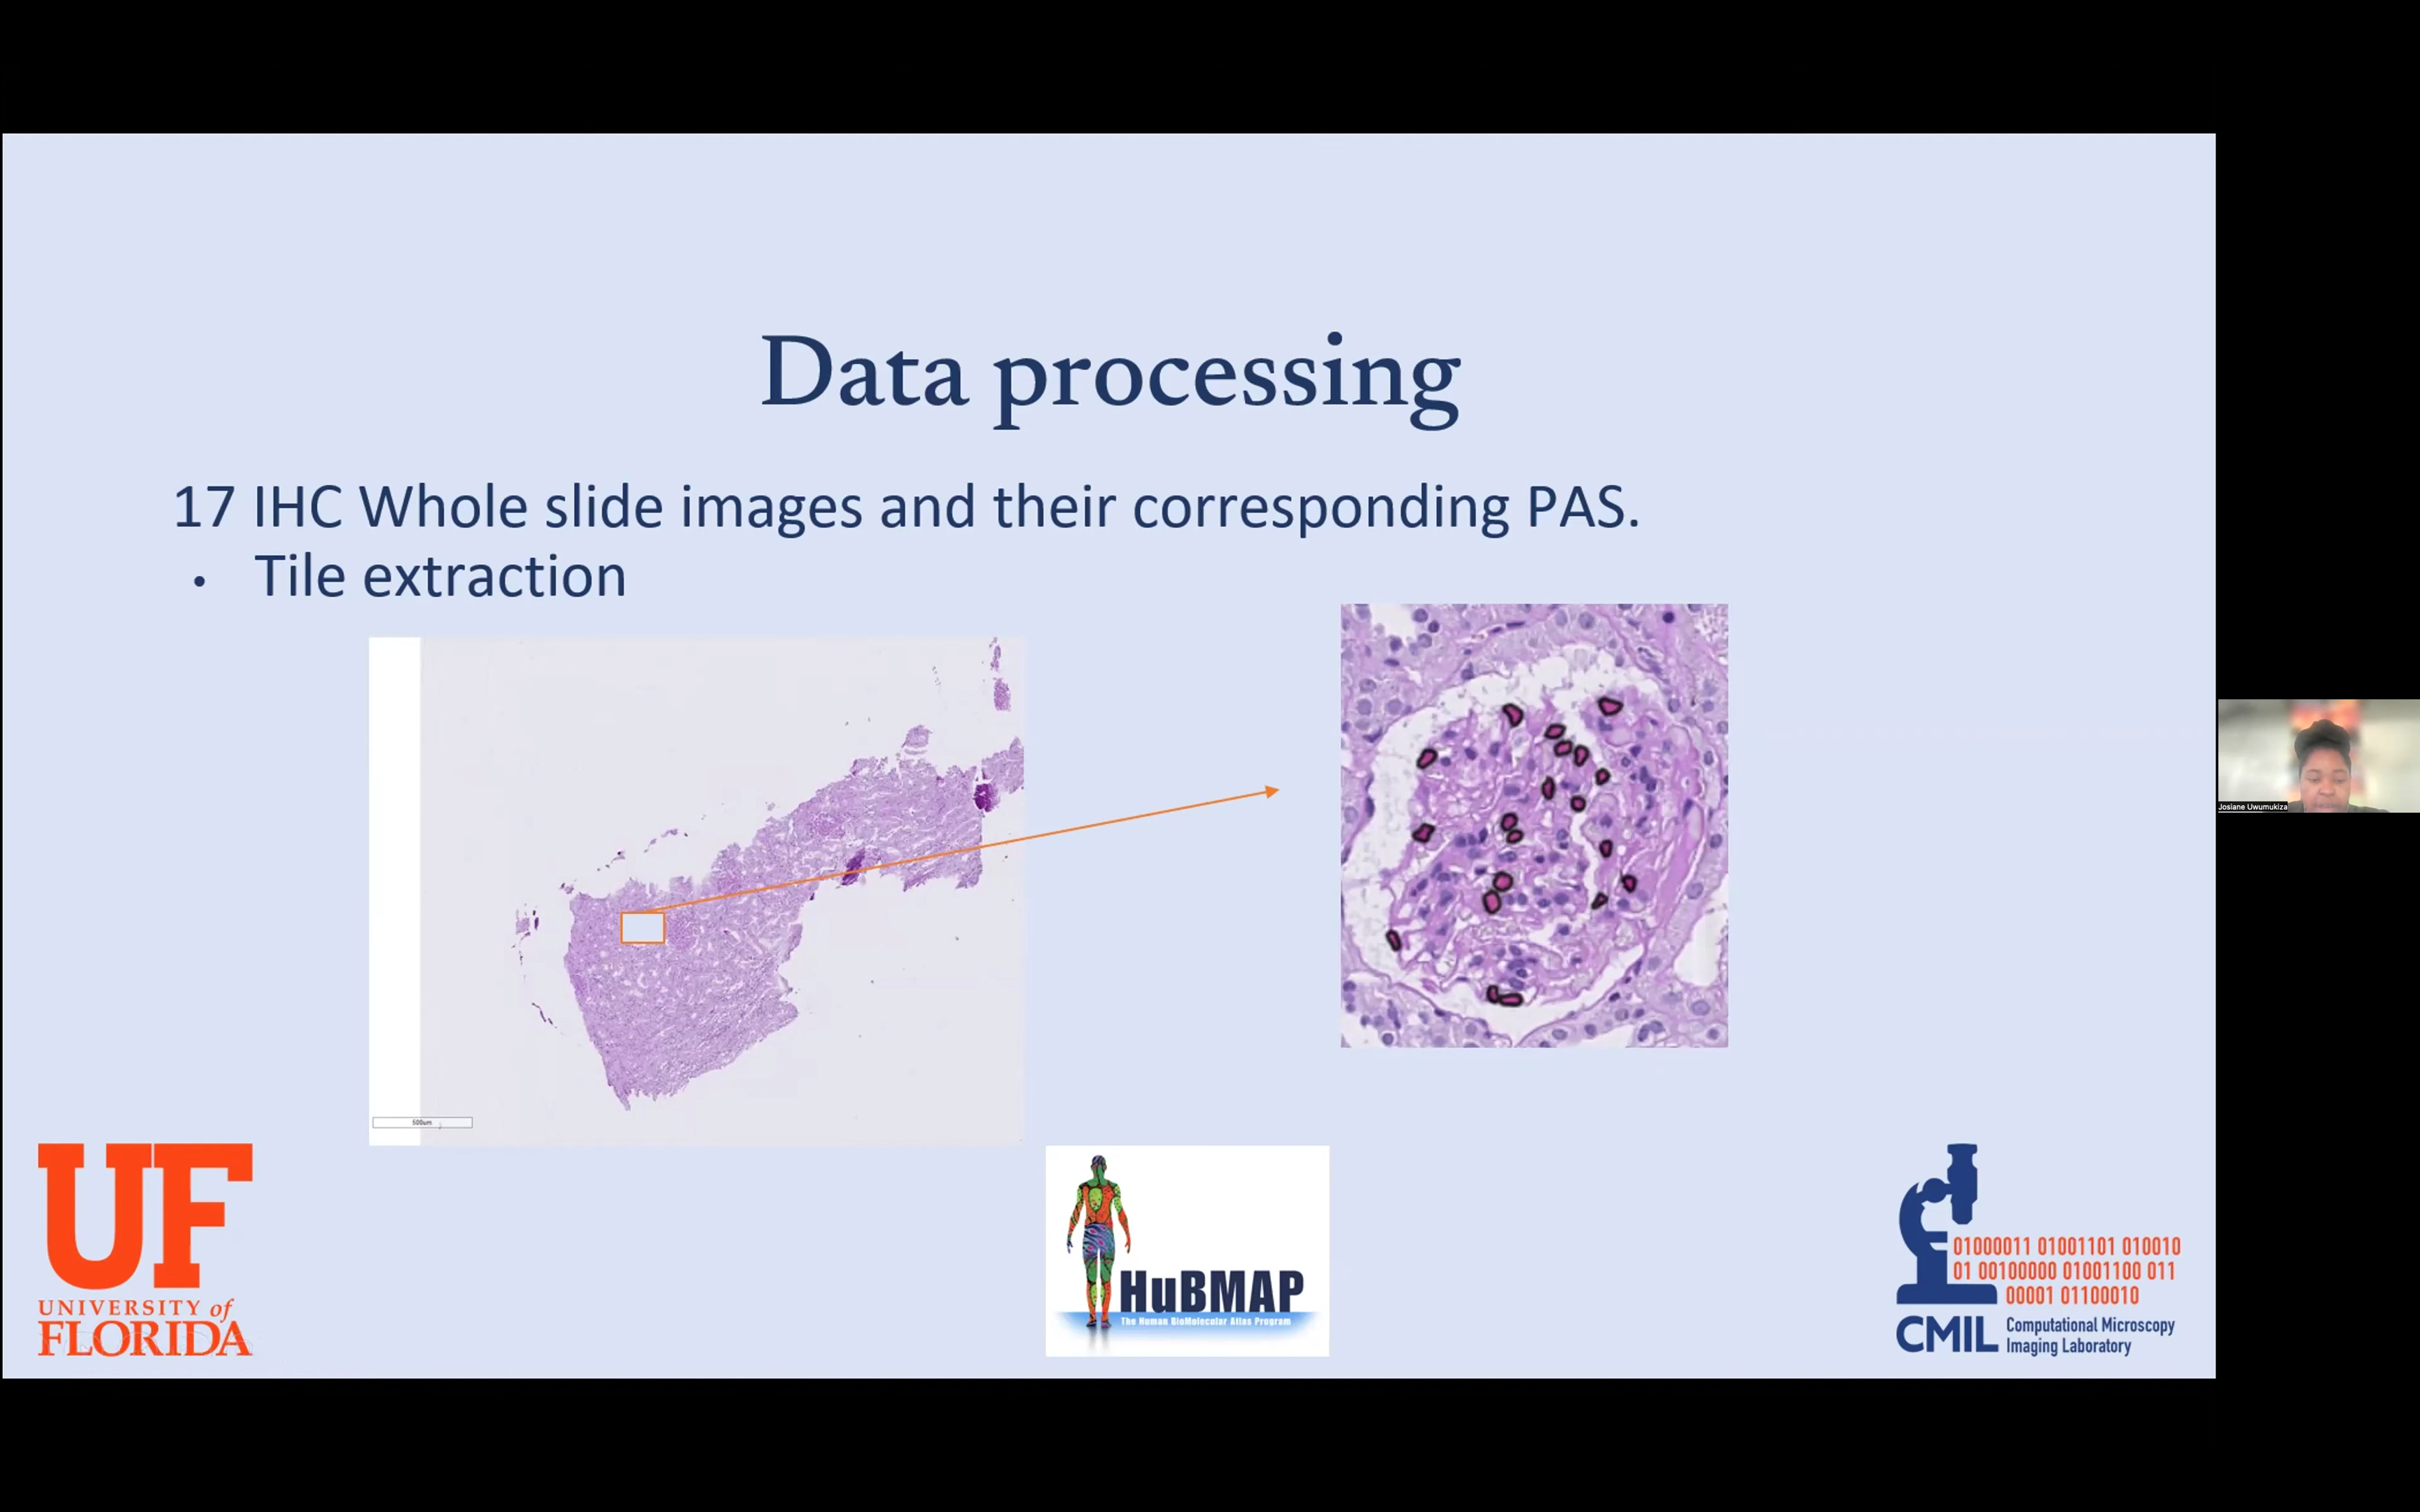 Data processing
17 IHC Whole slide images and their corresponding PAS.
• Tile extraction
500um
Josiane Uwumukiza
UF
UNIVERSITY of
FLORIDA
HuBMAP
The Human BioMolecular Atlas Program
01000011 01001101 010010
01 00100000 01001100 011
00001 01100010
CMIL
Computational Microscopy
Imaging Laboratory